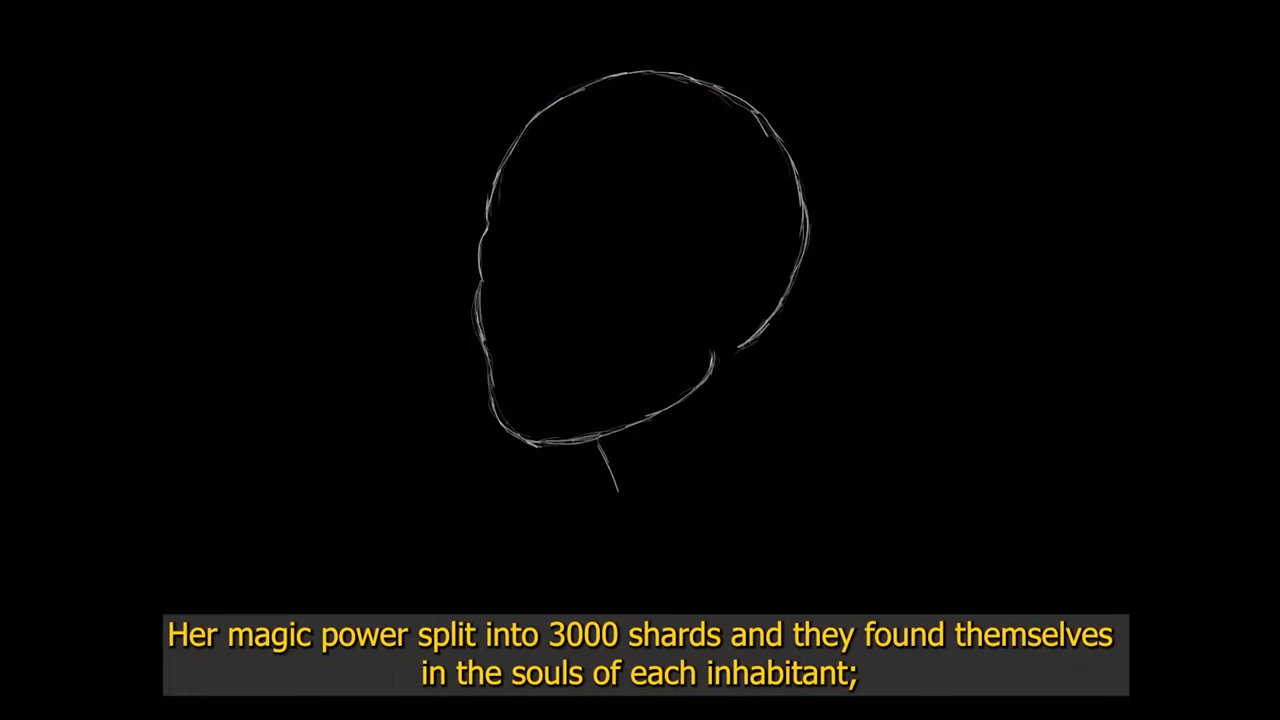 Her magic power split into 3000 shards and they found themselves
in the souls of each inhabitant;